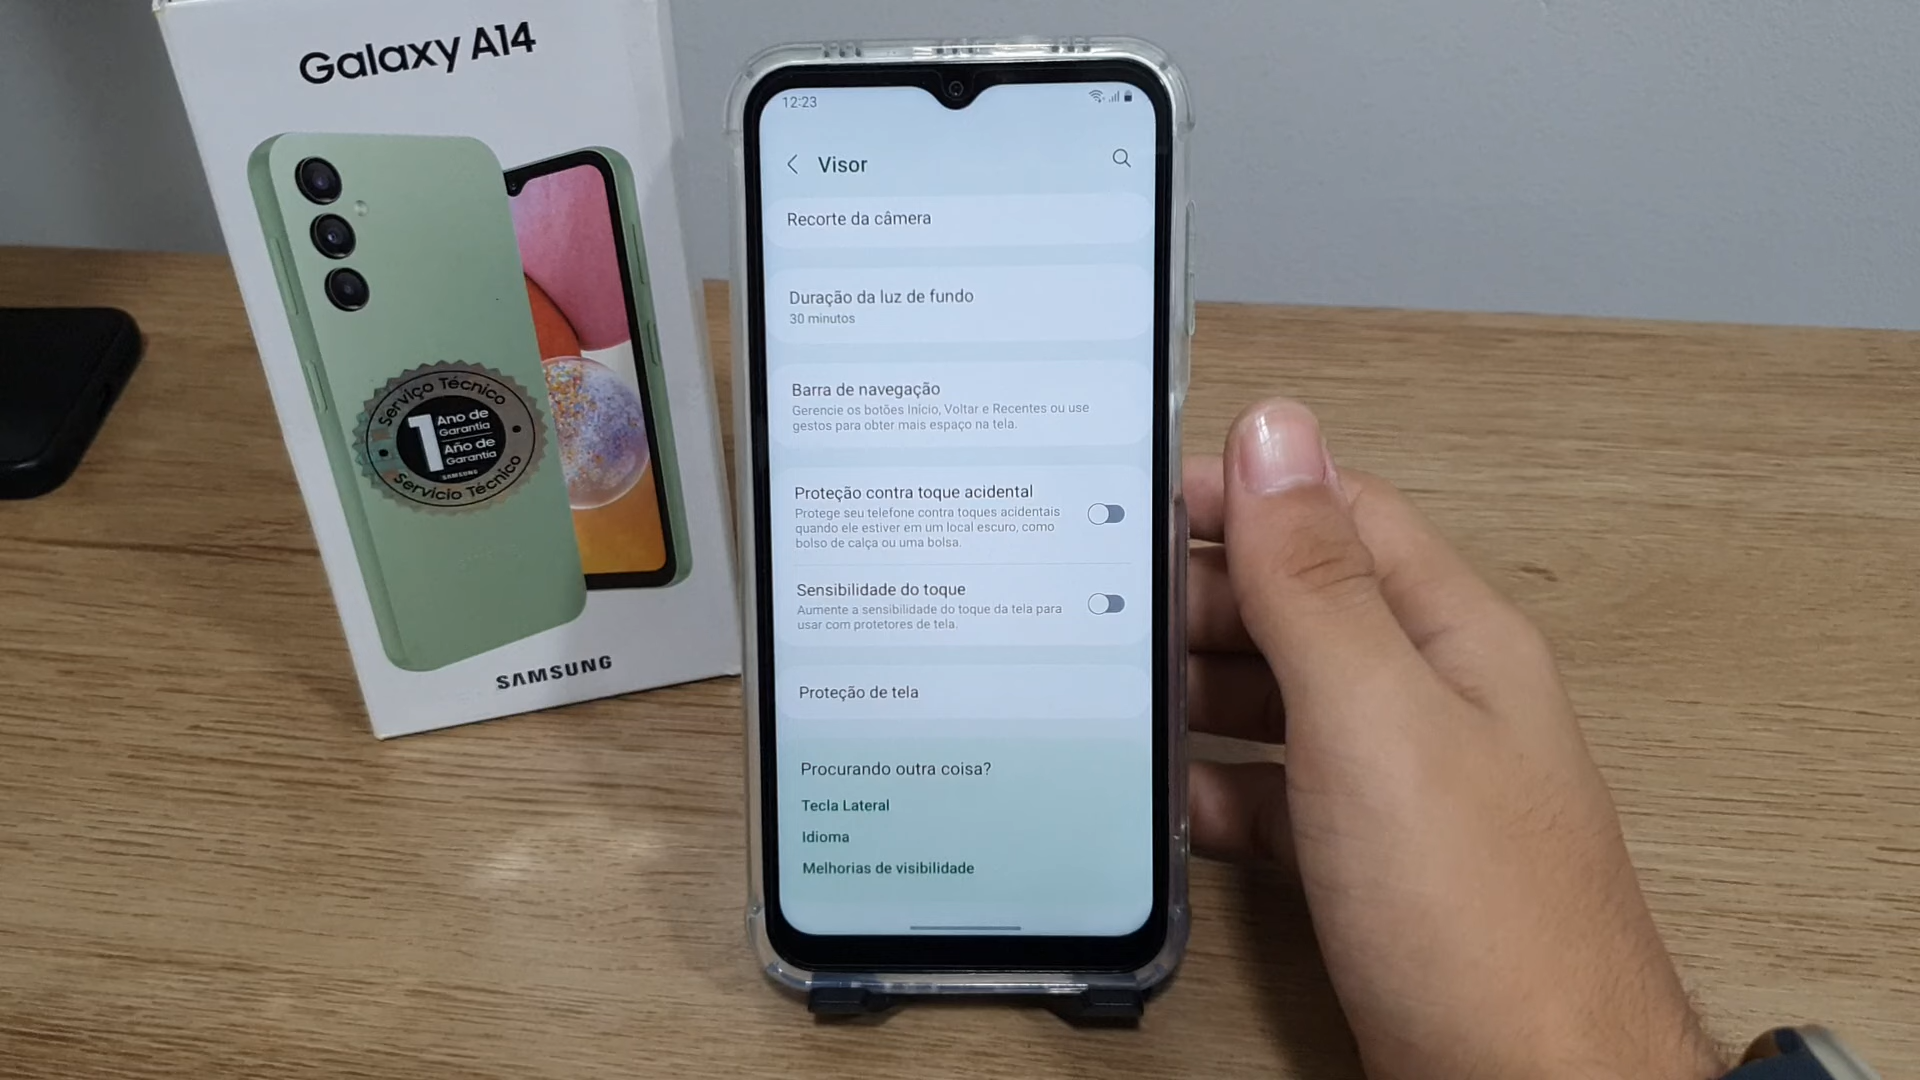 Galaxy A14
Serviço Técnico
1 Ano de
Garantia
Año de
Garantía
SAMSUNG
Servicio Técnico
SAMSUNG
12:23
Visor
Recorte da câmera
Duração da luz de fundo
30 minutos
Barra de navegação
Gerencie os botões Início, Voltar e Recentes ou use
gestos para obter mais espaço na tela.
Proteção contra toque acidental
Protege seu telefone contra toques acidentais
quando ele estiver em um local escuro, como
bolso de calça ou uma bolsa.
Sensibilidade do toque
Aumente a sensibilidade do toque da tela para
usar com protetores de tela.
Proteção de tela
Procurando outra coisa?
Tecla Lateral
Idioma
Melhorias de visibilidade